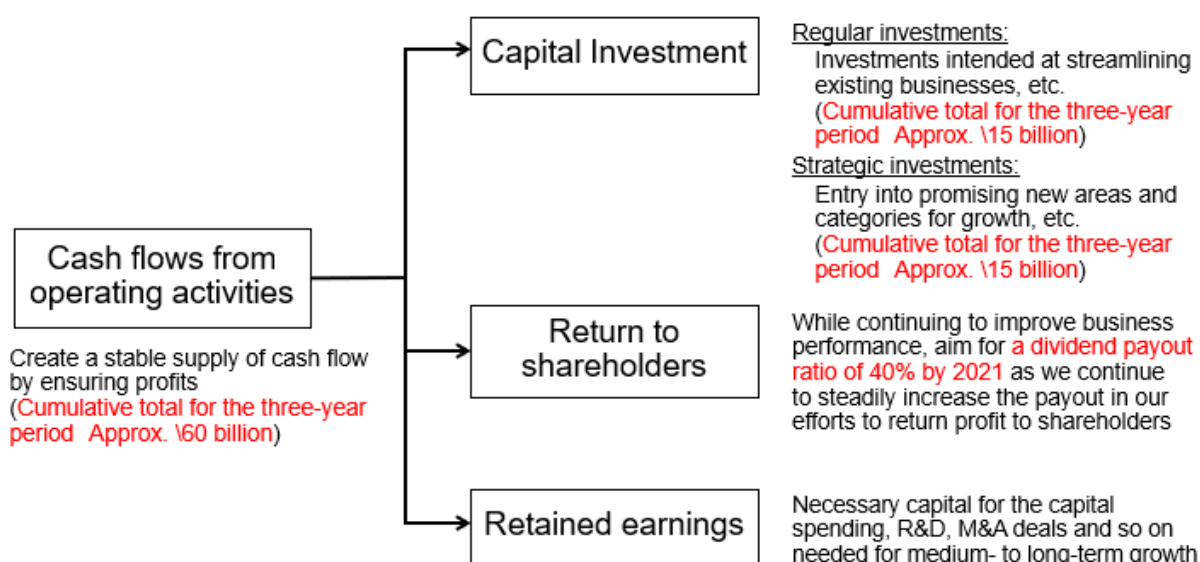 Capital Investment
Regular investments:
Investments intended at streamlining
existing businesses, etc.
(Cumulative total for the three-year
period Approx. \15 billion)
Strategic investments:
Entry into promising new areas and
categories for growth, etc.
(Cumulative total for the three-year
period Approx. \15 billion)
Cash flows from
operating activities
Create a stable supply of cash flow
by ensuring profits
(Cumulative total for the three-year
period Approx. \60 billion)
Return to
shareholders
While continuing to improve business
performance, aim for a dividend payout
ratio of 40% by 2021 as we continue
to steadily increase the payout in our
efforts to return profit to shareholders
Retained earnings
Necessary capital for the capital
spending, R&D, M&A deals and so on
needed for medium- to long-term growth